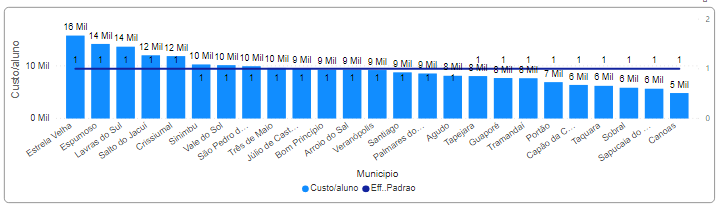 2
16 Mil 14 Mil 14 Mil 12 Mil 12 Mil 10 Mil 10 Mil 10 Mil 10 Mil 9 Mil 9 Mil 9 Mil 9 Mil 9 Mil 9 Mil 8 Mil 8 Mil 8 Mil 8 Mil 7 Mil 6 Mil 6 Mil 6 Mil 6 Mil 5 Mil
1 1 1 1 1 1 1 1 1 1 1 1 1 1 1 1 1 1 1 1 1 1 1 1 1
Custo/aluno
10 Mil
1
0 Mil
0
Estrela Velha
Espumoso
Lavras do Sul
Salto do Jacuí
Crissiumal
Sinimbu
Vale do Sol
São Pedro d...
Três de Maio
Júlio de Cast...
Bom Princípio
Arroio do Sal
Veranópolis
Santiago
Palmares do...
Agudo
Tapejara
Guaporé
Tramandaí
Portão
Capão da C...
Taquara
Sobral
Sapucaia do ...
Canoas
Município
Custo/aluno Eff..Padrao